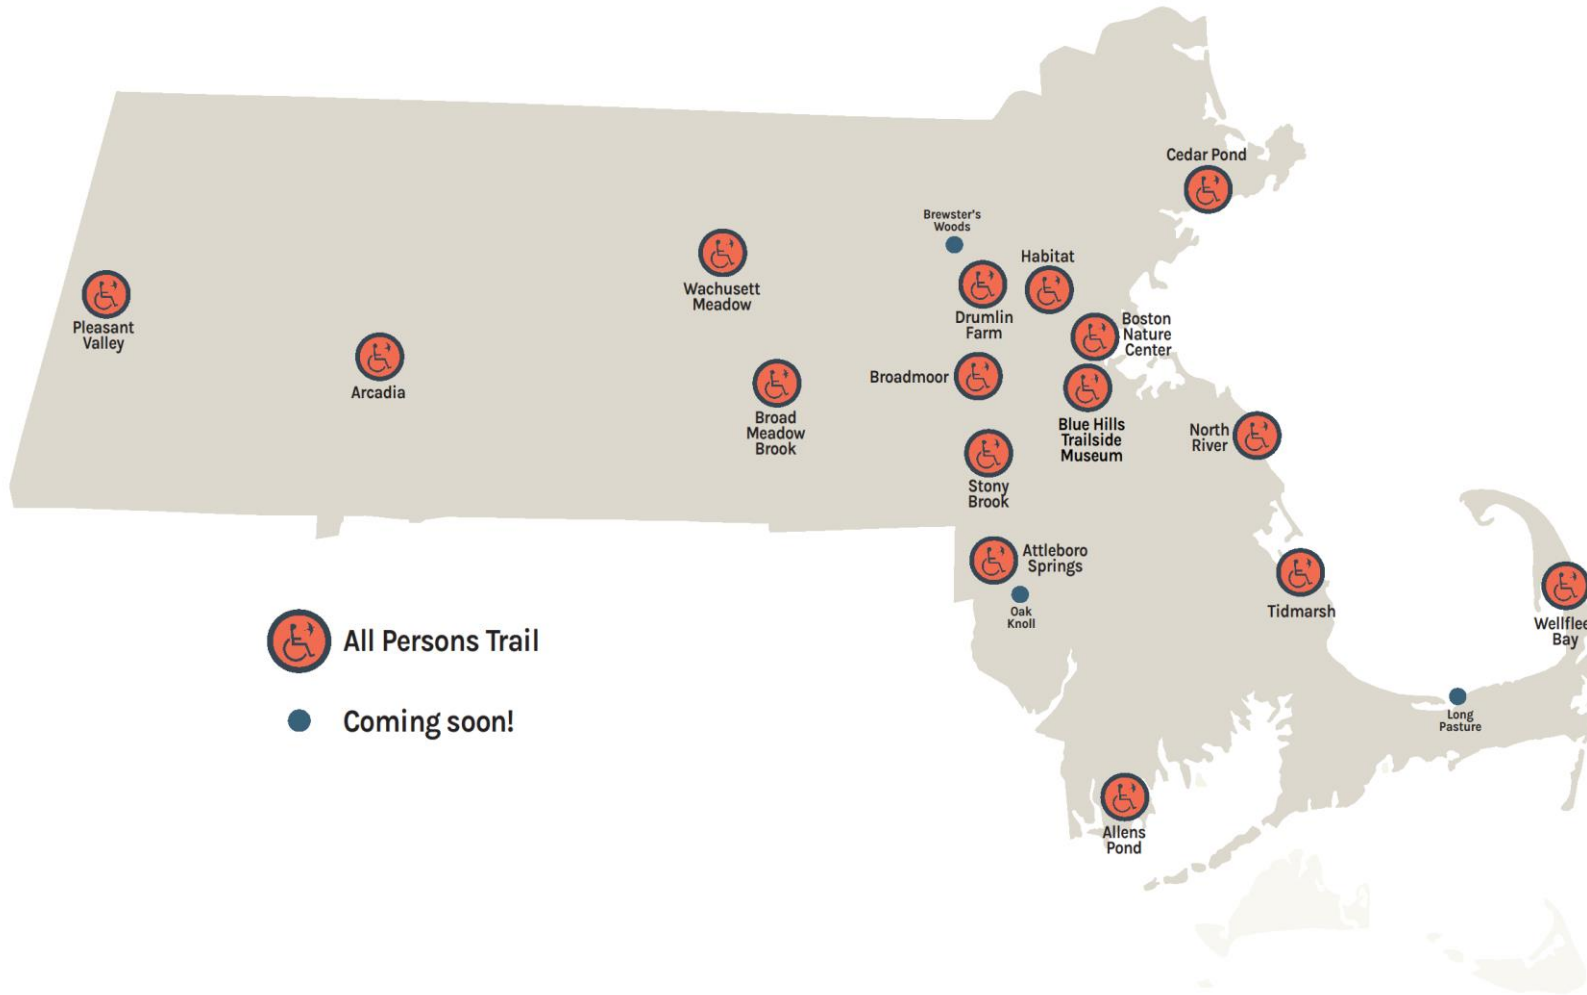 Cedar Pond
Brewster's
Woods
Habitat
Wachusett
Meadow
Drumlin
Farm
Boston
Nature
Center
Pleasant
Valley
Arcadia
Broadmoor
Broad
Meadow
Brook
Blue Hills
Trailside
Museum
North
River
Stony
Brook
Attleboro
Springs
Oak
Knoll
Tidmarsh
Wellflee
Bay
All Persons Trail
Coming soon!
Long
Pasture
Allens
Pond